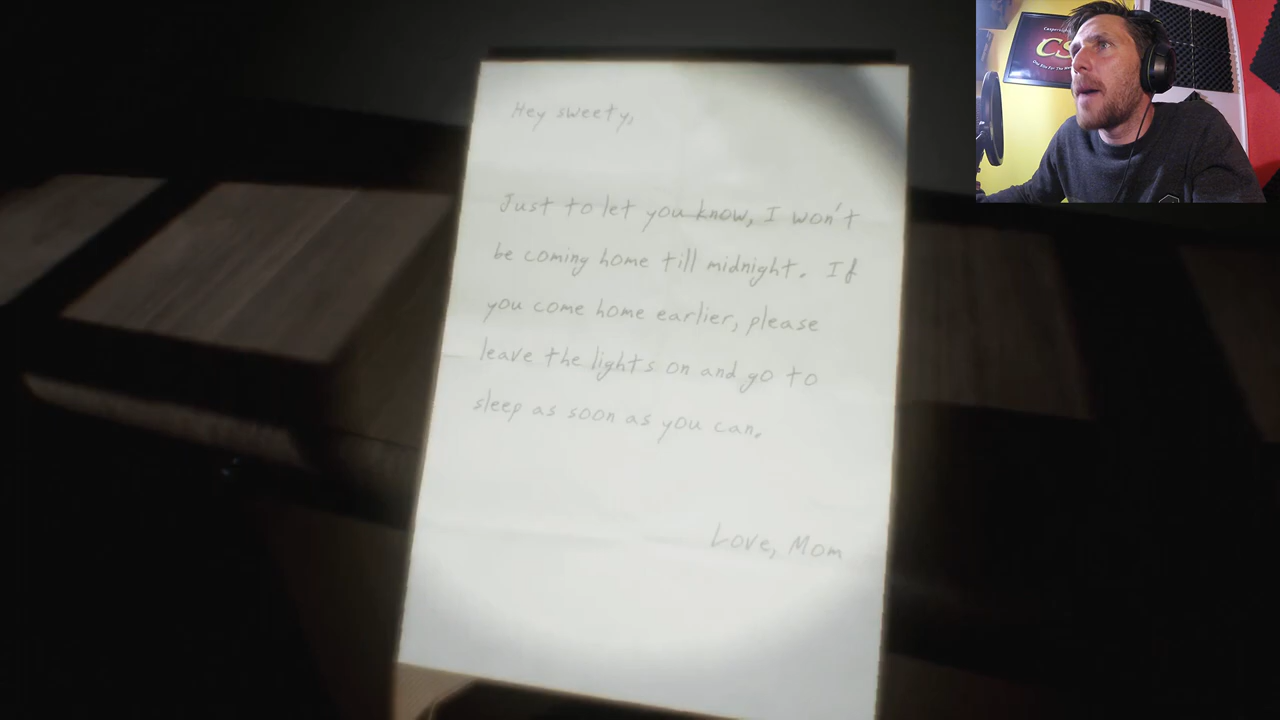 Hey sweety,
Just to let you know, I won't
be coming home till midnight. If
you come home earlier, please
leave the lights on and go to
sleep as soon as you can.
Love, Mom
CS